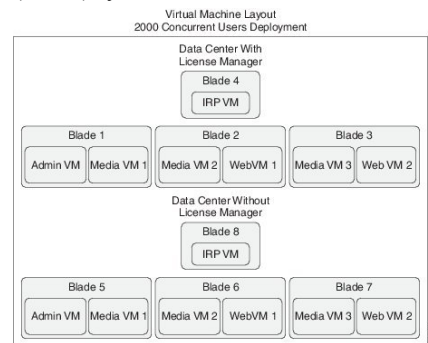 Virtual Machine Layout
2000 Concurrent Users Deployment
Data Center With
License Manager
Blade 4
IRP VM
Blade 1
Blade 2
Blade 3
Admin VM
Media VM 1
Media VM 2
WebVM 1
Media VM 3
Web VM 2
Data Center Without
License Manager
Blade 8
IRP VM
Blade 5
Blade 6
Blade 7
Admin VM
Media VM 1
Media VM 2
WebVM 1
Media VM 3
Web VM 2